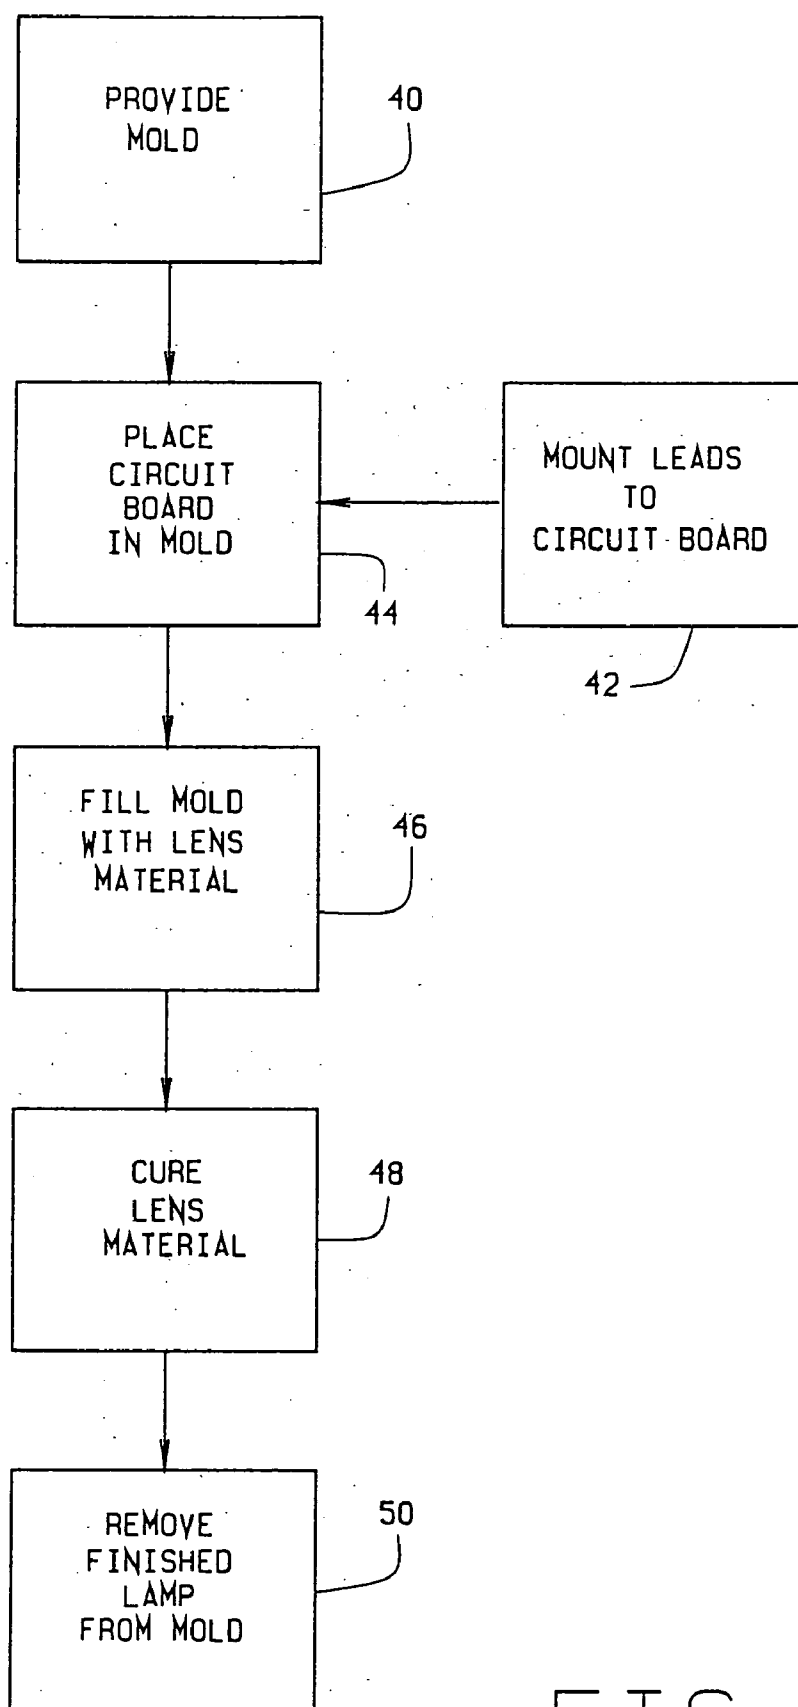 PROVIDE
MOLD
40
PLACE
CIRCUIT
BOARD
IN MOLD
44
MOUNT LEADS
TO
CIRCUIT BOARD
42
FILL MOLD
WITH LENS
MATERIAL
46
CURE
LENS
MATERIAL
48
REMOVE
FINISHED
LAMP
FROM MOLD
50